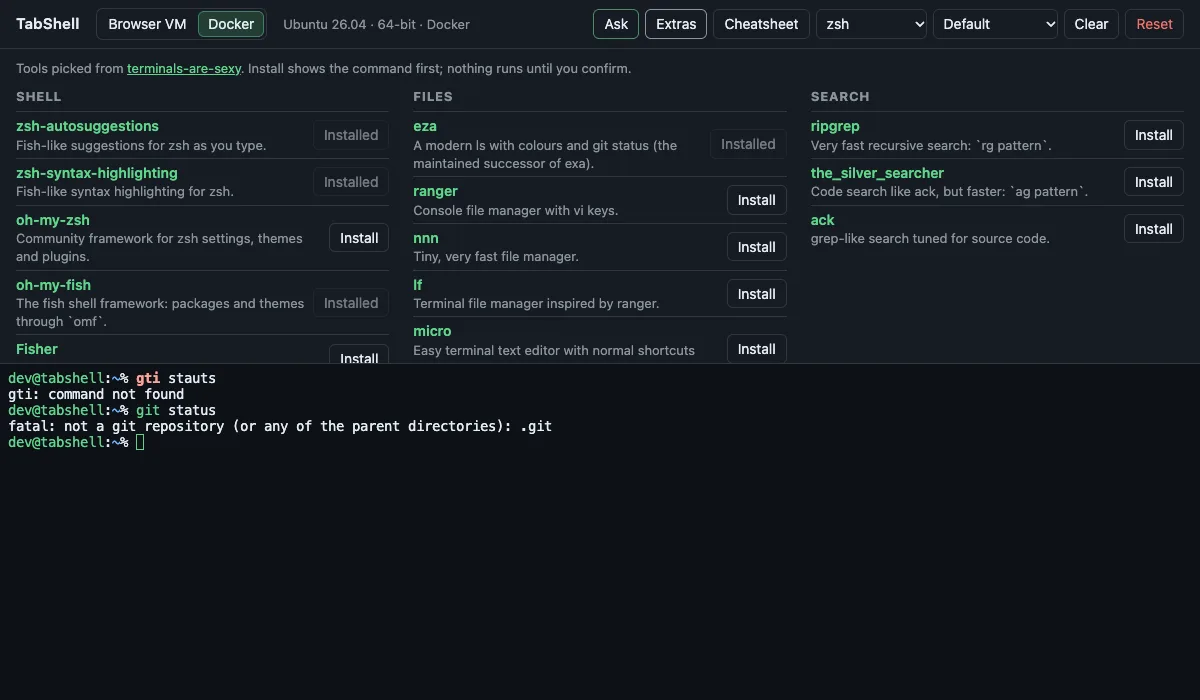 TabShell
Browser VM
Docker
Ubuntu 26.04 · 64-bit · Docker
Ask
Extras
Cheatsheet
zsh
Default
Clear
Reset
Tools picked from terminals-are-sexy. Install shows the command first; nothing runs until you confirm.
SHELL
zsh-autosuggestions
Fish-like suggestions for zsh as you type.
Installed
zsh-syntax-highlighting
Fish-like syntax highlighting for zsh.
Installed
oh-my-zsh
Community framework for zsh settings, themes
and plugins.
Install
oh-my-fish
The fish shell framework: packages and themes
through `omf`.
Installed
Fisher
Install
FILES
eza
A modern ls with colours and git status (the
maintained successor of exa).
Installed
ranger
Console file manager with vi keys.
Install
nnn
Tiny, very fast file manager.
Install
lf
Terminal file manager inspired by ranger.
Install
micro
Easy terminal text editor with normal shortcuts
Install
SEARCH
ripgrep
Very fast recursive search: `rg pattern`.
Install
the_silver_searcher
Code search like ack, but faster: `ag pattern`.
Install
ack
grep-like search tuned for source code.
Install
dev@tabshell:~% gti stauts
gti: command not found
dev@tabshell:~% git status
fatal: not a git repository (or any of the parent directories): .git
dev@tabshell:~%